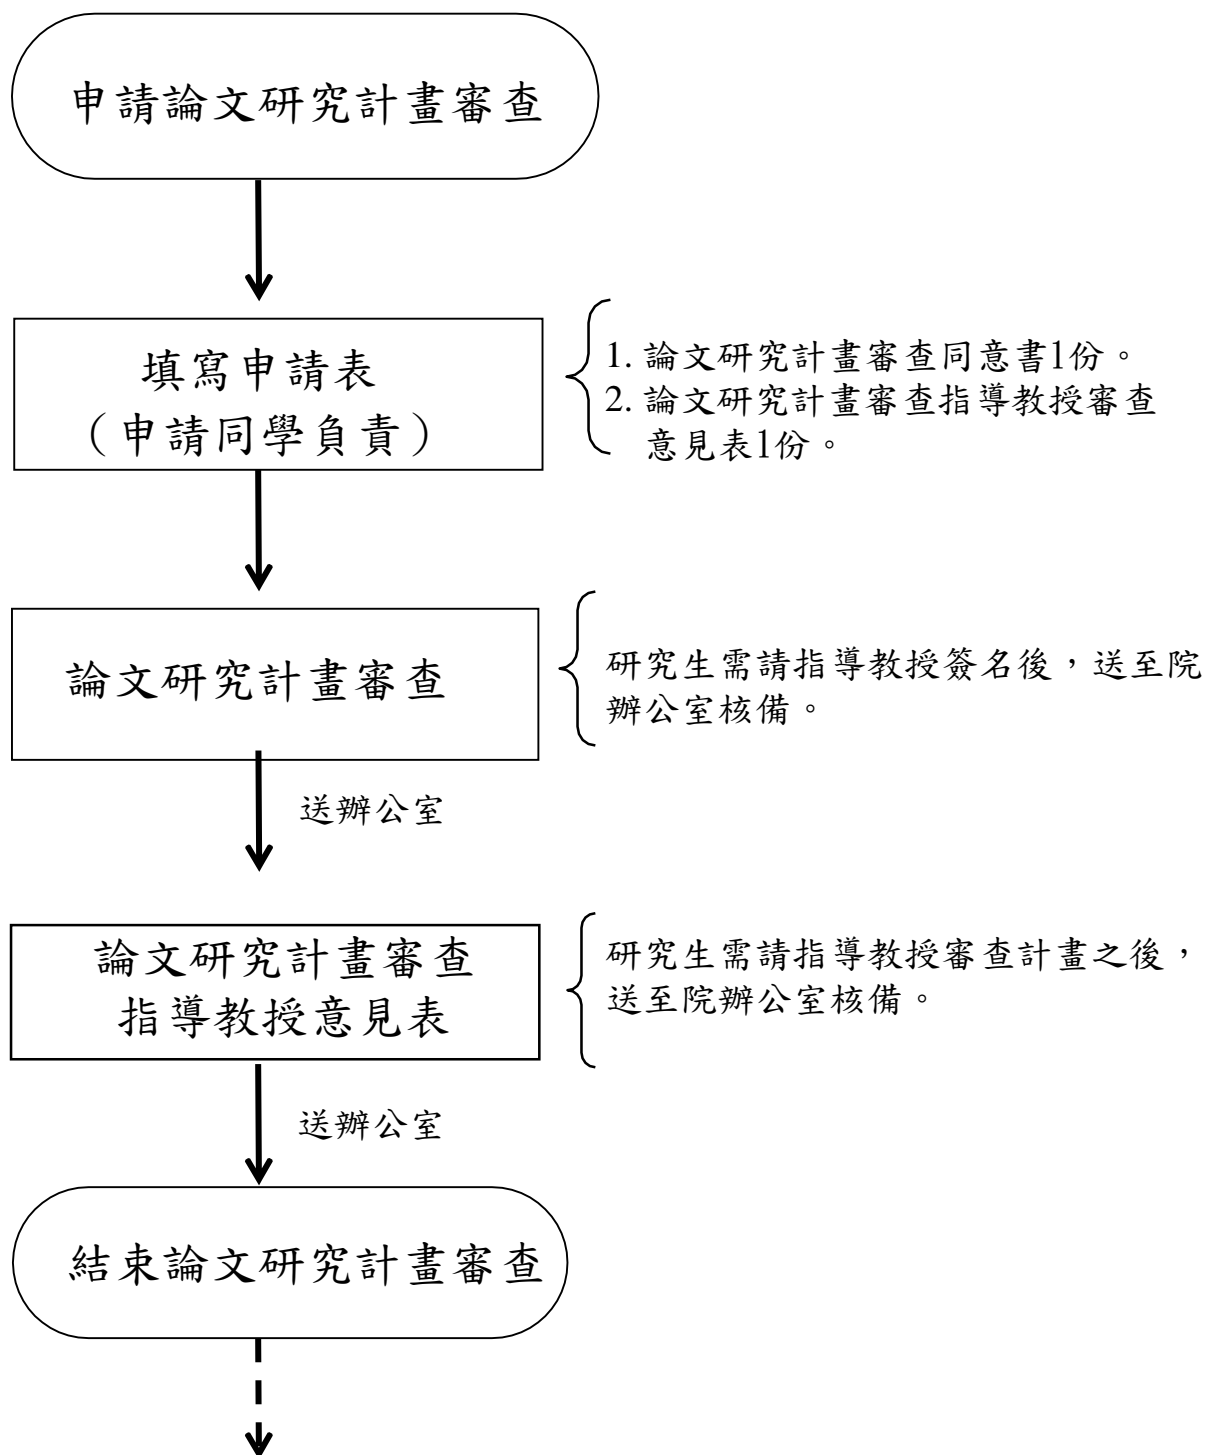 申請論文研究計畫審查
填寫申請表
（申請同學負責）
1. 論文研究計畫審查同意書1份。
2. 論文研究計畫審查指導教授審查
意見表1份。
論文研究計畫審查
研究生需請指導教授簽名後，送至院
辦公室核備。
送辦公室
論文研究計畫審查
指導教授意見表
研究生需請指導教授審查計畫之後，
送至院辦公室核備。
送辦公室
結束論文研究計畫審查